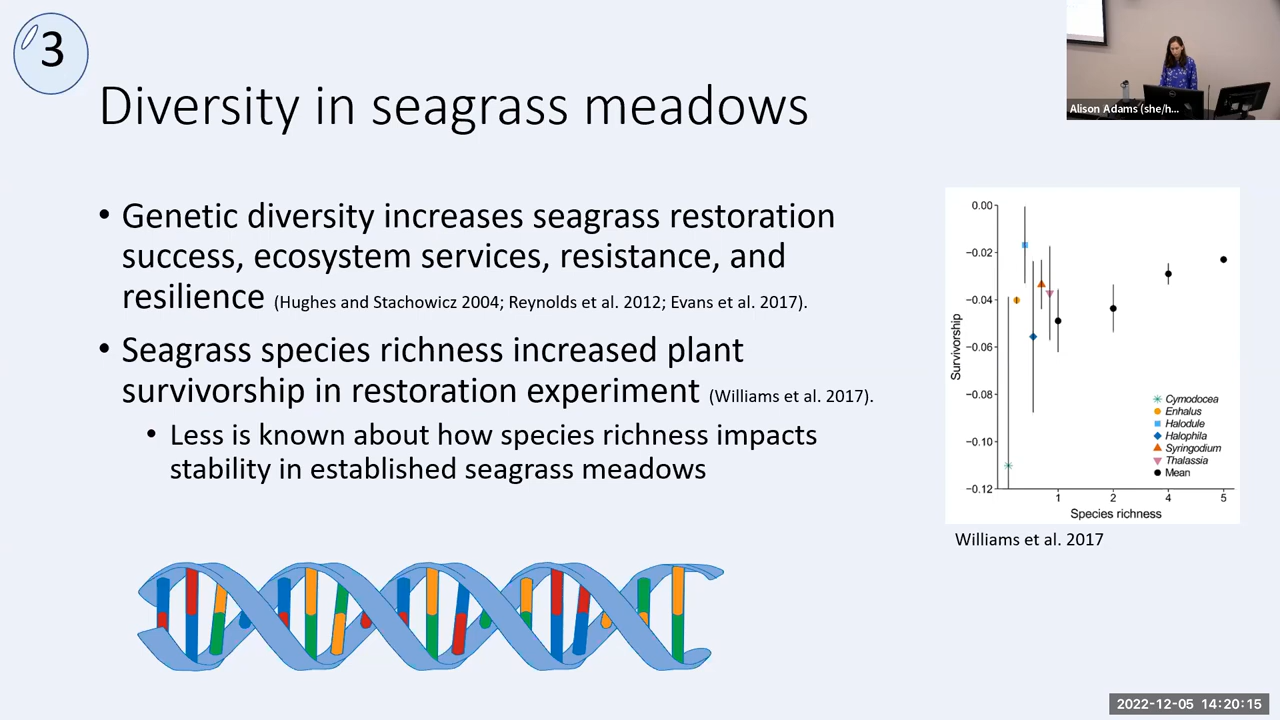 3
Diversity in seagrass meadows
Alison Adams (she/h...
• Genetic diversity increases seagrass restoration
success, ecosystem services, resistance, and
resilience (Hughes and Stachowicz 2004; Reynolds et al. 2012; Evans et al. 2017).
• Seagrass species richness increased plant
survivorship in restoration experiment (Williams et al. 2017).
• Less is known about how species richness impacts
stability in established seagrass meadows
0.00
−0.02
−0.04
−0.06
−0.08
−0.10
−0.12
Survivorship
Cymodocea
Enhalus
Halodule
Halophila
Syringodium
Thalassia
Mean
1 2 4 5
Species richness
Williams et al. 2017
2022-12-05 14:20:15